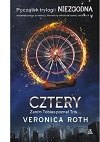 Początek trylogii NIEZGODNA
CZTERY
Zanim Tobias poznał Tris...
VERONICA ROTH